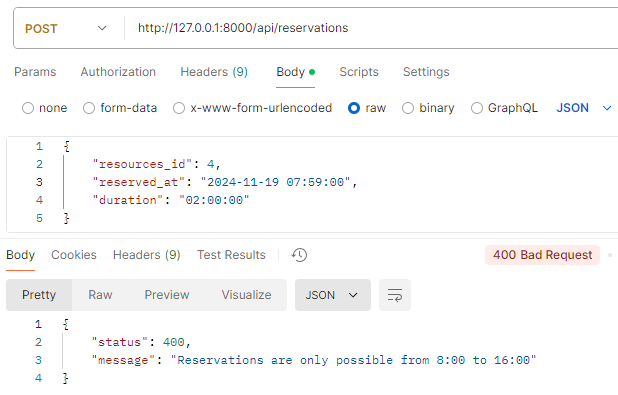 POST http://127.0.0.1:8000/api/reservations
Params Authorization Headers (9) Body Scripts Settings
none form-data x-www-form-urlencoded raw binary GraphQL JSON
1 {
2 "resources_id": 4,
3 "reserved_at": "2024-11-19 07:59:00",
4 "duration": "02:00:00"
5 }
Body Cookies Headers (9) Test Results 400 Bad Request
Pretty Raw Preview Visualize JSON
1 {
2 "status": 400,
3 "message": "Reservations are only possible from 8:00 to 16:00"
4 }